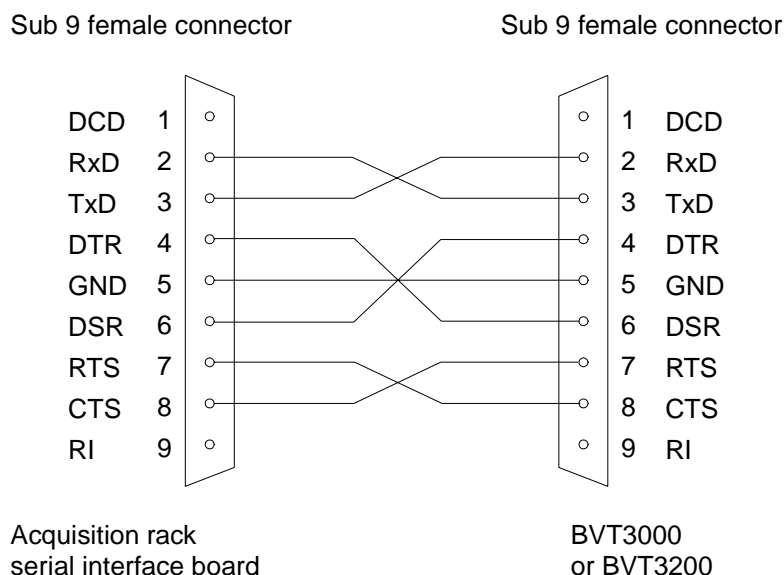 Sub 9 female connector Sub 9 female connector
DCD 1 1 DCD
RxD 2 2 RxD
TxD 3 3 TxD
DTR 4 4 DTR
GND 5 5 GND
DSR 6 6 DSR
RTS 7 7 RTS
CTS 8 8 CTS
RI 9 9 RI
Acquisition rack BVT3000
serial interface board or BVT3200